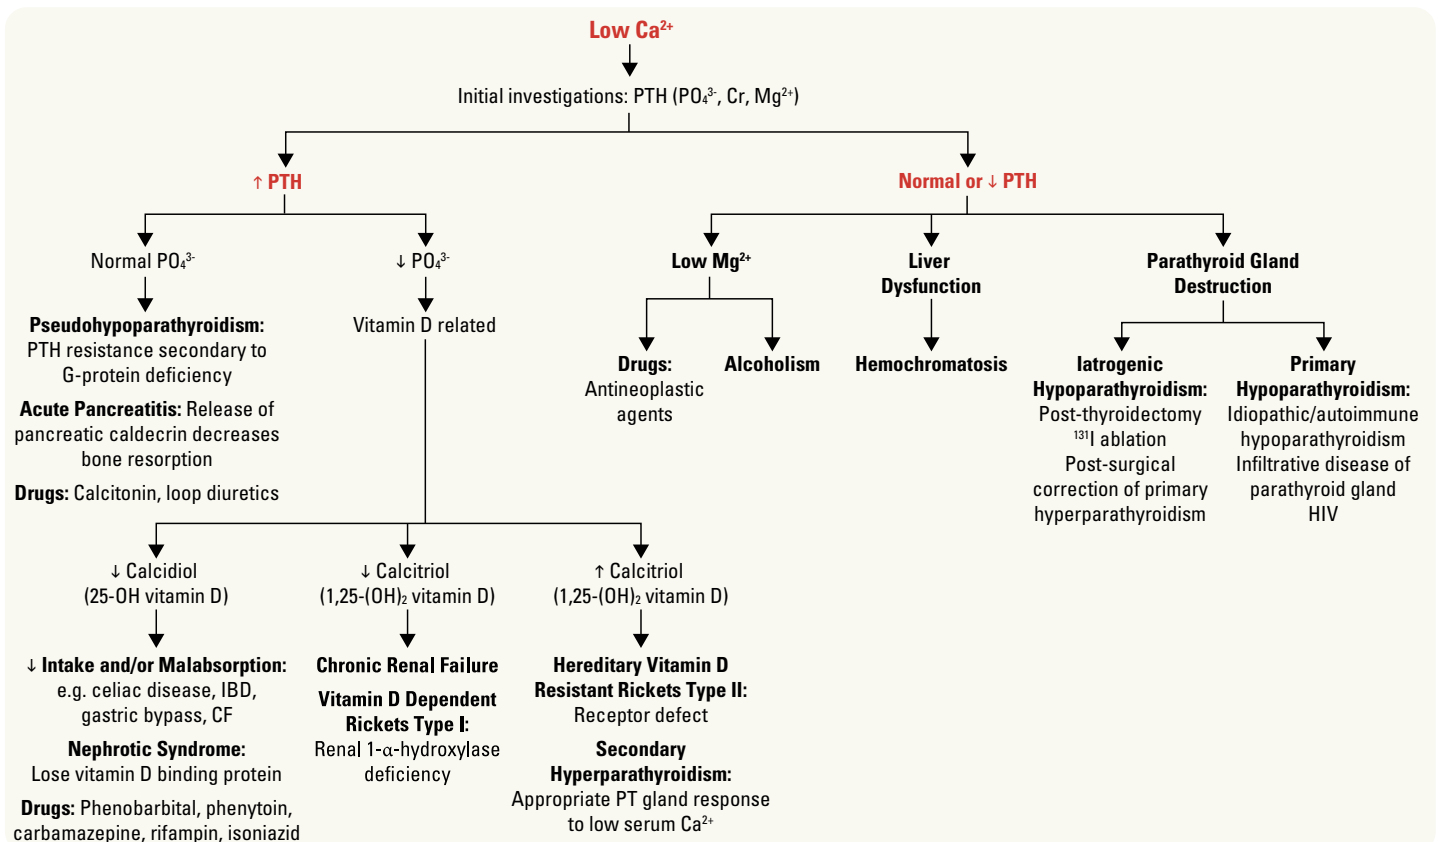 Low Ca²⁺
Initial investigations: PTH (PO₄³⁻, Cr, Mg²⁺)
↑ PTH
Normal or ↓ PTH
Normal PO₄³⁻
↓ PO₄³⁻
Low Mg²⁺
Liver
Dysfunction
Parathyroid Gland
Destruction
Pseudohypoparathyroidism:
PTH resistance secondary to
G-protein deficiency
Acute Pancreatitis: Release of
pancreatic caldecrin decreases
bone resorption
Drugs: Calcitonin, loop diuretics
Vitamin D related
Drugs:
Antineoplastic
agents
Alcoholism
Hemochromatosis
Iatrogenic
Hypoparathyroidism:
Post-thyroidectomy
¹³¹I ablation
Post-surgical
correction of primary
hyperparathyroidism
Primary
Hypoparathyroidism:
Idiopathic/autoimmune
hypoparathyroidism
Infiltrative disease of
parathyroid gland
HIV
↓ Calcidiol
(25-OH vitamin D)
↓ Calcitriol
(1,25-(OH)₂ vitamin D)
↑ Calcitriol
(1,25-(OH)₂ vitamin D)
↓ Intake and/or Malabsorption:
e.g. celiac disease, IBD,
gastric bypass, CF
Nephrotic Syndrome:
Lose vitamin D binding protein
Drugs: Phenobarbital, phenytoin,
carbamazepine, rifampin, isoniazid
Chronic Renal Failure
Vitamin D Dependent
Rickets Type I:
Renal 1-α-hydroxylase
deficiency
Hereditary Vitamin D
Resistant Rickets Type II:
Receptor defect
Secondary
Hyperparathyroidism:
Appropriate PT gland response
to low serum Ca²⁺